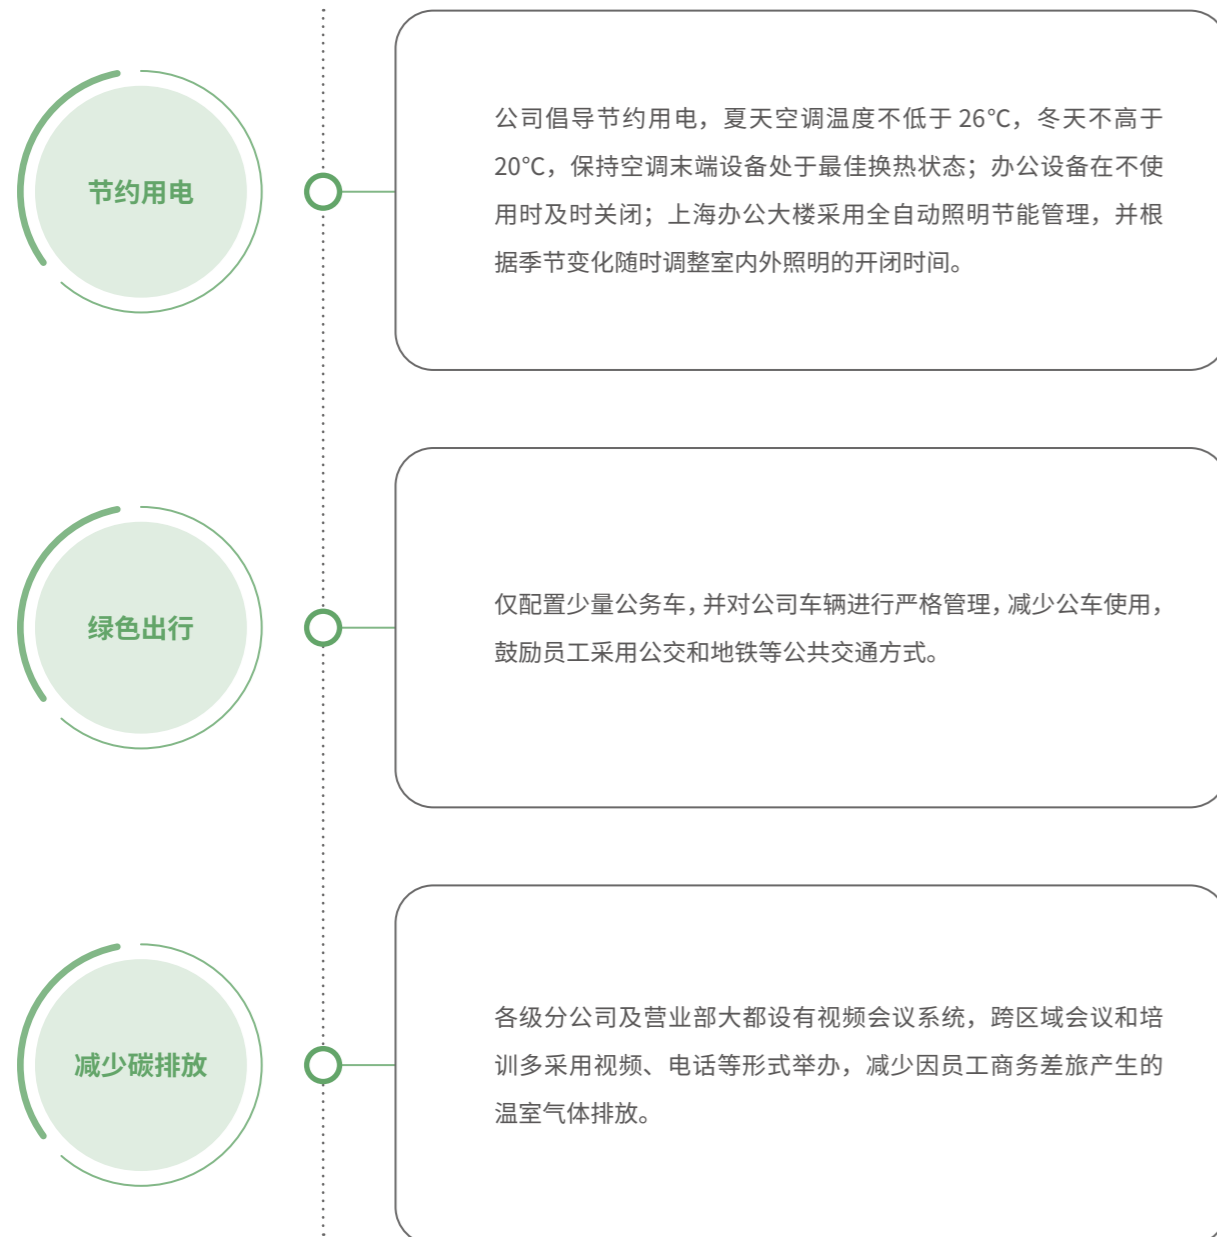 节约用电
公司倡导节约用电，夏天空调温度不低于 26℃，冬天不高于
20℃，保持空调末端设备处于最佳换热状态；办公设备在不使
用时及时关闭；上海办公大楼采用全自动照明节能管理，并根
据季节变化随时调整室内外照明的开闭时间。
绿色出行
仅配置少量公务车，并对公司车辆进行严格管理，减少公车使用，
鼓励员工采用公交和地铁等公共交通方式。
减少碳排放
各级分公司及营业部大都设有视频会议系统，跨区域会议和培
训多采用视频、电话等形式举办，减少因员工商务差旅产生的
温室气体排放。